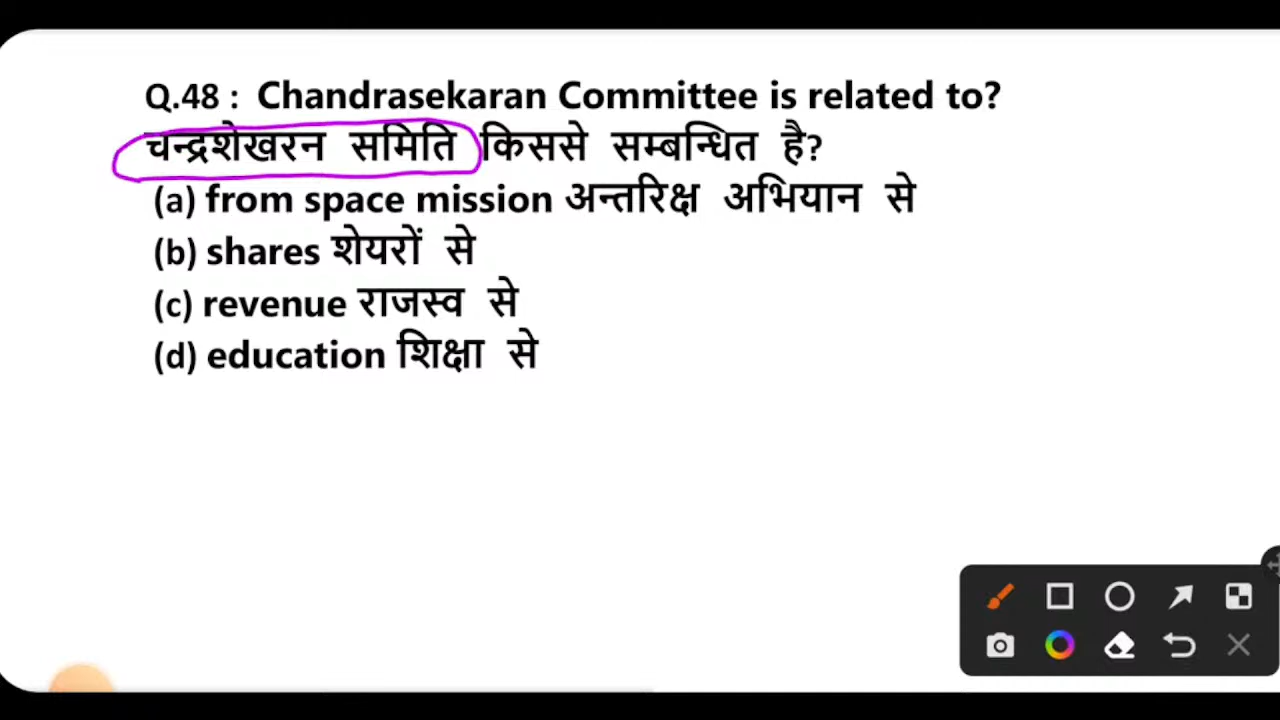 Q.48 : Chandrasekaran Committee is related to?
चन्द्रशेखरन समिति किससे सम्बन्धित है?
(a) from space mission अन्तरिक्ष अभियान से
(b) shares शेयरों से
(c) revenue राजस्व से
(d) education शिक्षा से